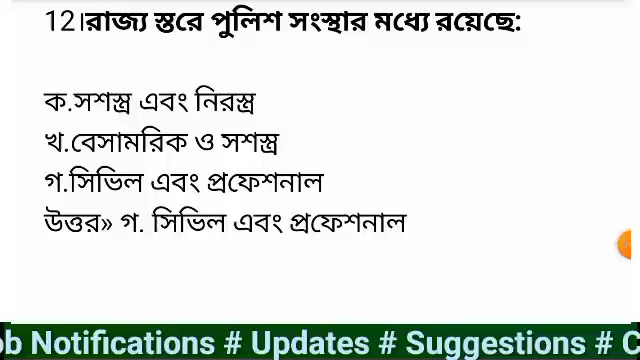 12।রাজ্য স্তরে পুলিশ সংস্থার মধ্যে রয়েছে:
ক.সশস্ত্র এবং নিরস্ত্র
খ.বেসামরিক ও সশস্ত্র
গ.সিভিল এবং প্রফেশনাল
উত্তর» গ. সিভিল এবং প্রফেশনাল
ob Notifications # Updates # Suggestions # C